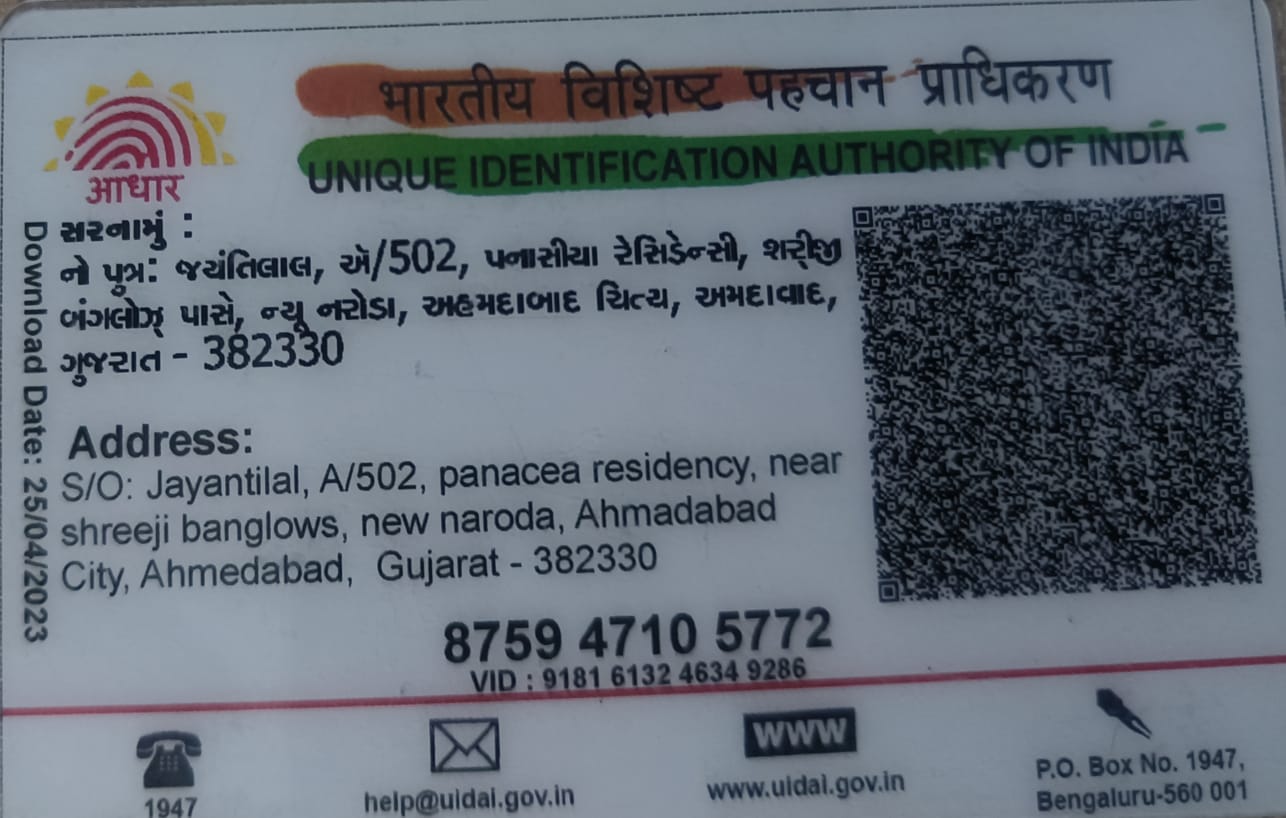 भारतीय विशिष्ट पहचान प्राधिकरण
UNIQUE IDENTIFICATION AUTHORITY OF INDIA
आधार
Download Date: 25/04/2023
સરનામું :
નો પુત્ર: જયંતિલાલ, એ/502, પનાસીયા રેસિડેન્સી, શર્ીજી
બંગલોઝ્ પાસે, ન્યૂ નરોડા, અહમદાબાદ ચિત્ય, અમદાવાદ,
ગુજરાત - 382330
Address:
S/O: Jayantilal, A/502, panacea residency, near
shreeji banglows, new naroda, Ahmadabad
City, Ahmedabad, Gujarat - 382330
8759 4710 5772
VID : 9181 6132 4634 9286
1947
help@uidai.gov.in
WWW
www.uidai.gov.in
P.O. Box No. 1947,
Bengaluru-560 001